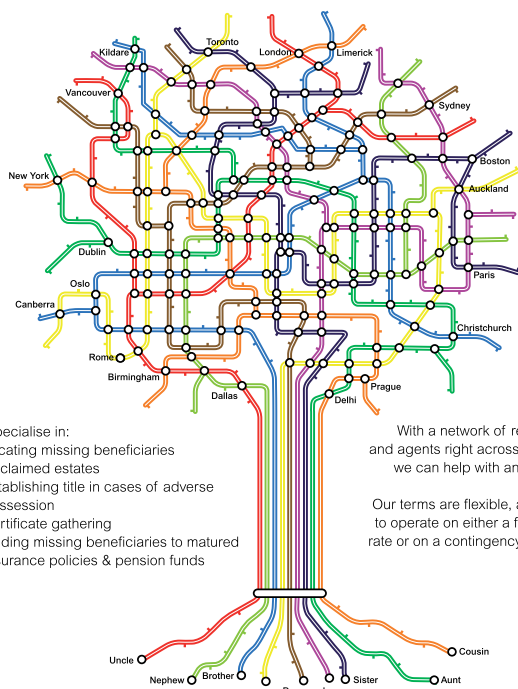 Toronto
London
Limerick
Kildare
Vancouver
Sydney
Boston
New York
Auckland
Dublin
Paris
Oslo
Canberra
Christchurch
Rome
Birmingham
Prague
Dallas
Delhi
ecialise in:
cating missing beneficiaries
claimed estates
tablishing title in cases of adverse
ssession
rtificate gathering
ding missing beneficiaries to matured
surance policies & pension funds
With a network of re
and agents right across
we can help with an
Our terms are flexible, a
to operate on either a f
rate or on a contingency
Uncle
Nephew
Brother
Sister
Aunt
Cousin